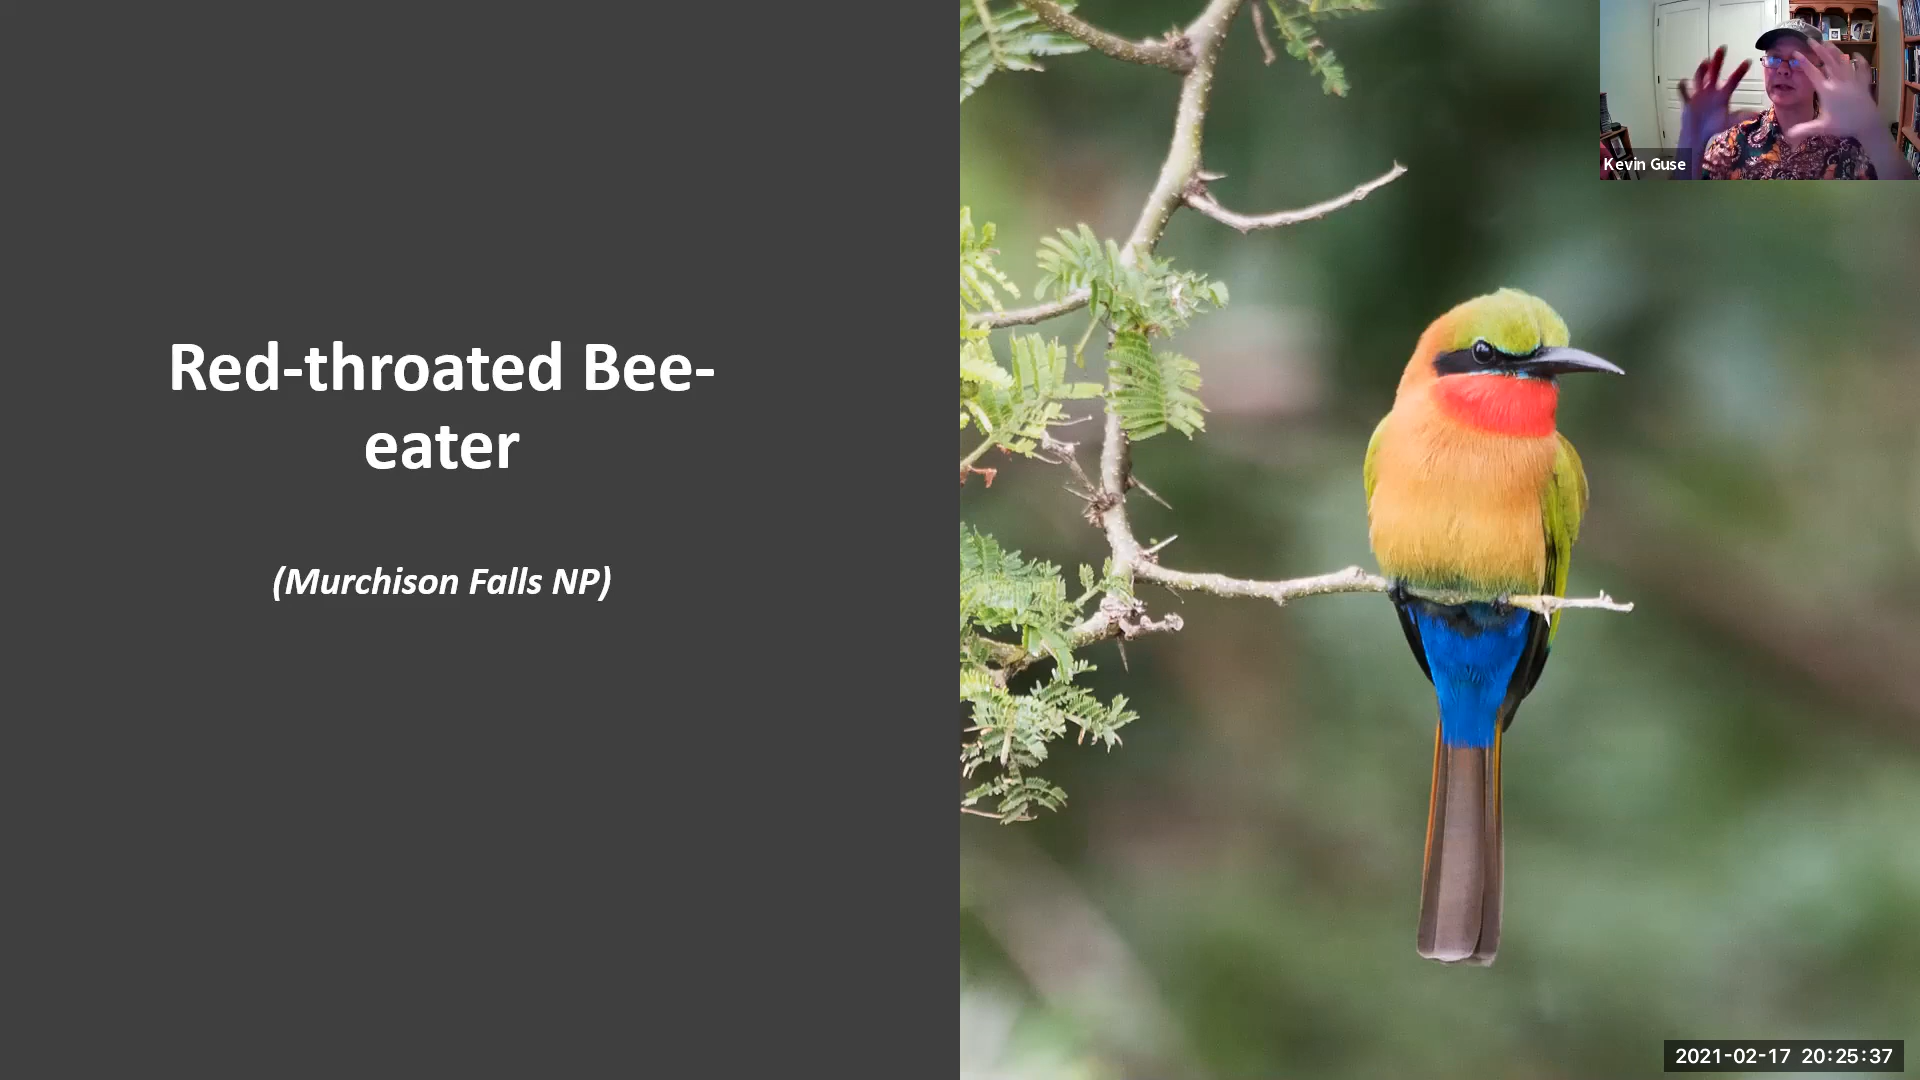 Red-throated Bee-
eater
(Murchison Falls NP)
Kevin Guse
2021-02-17 20:25:37